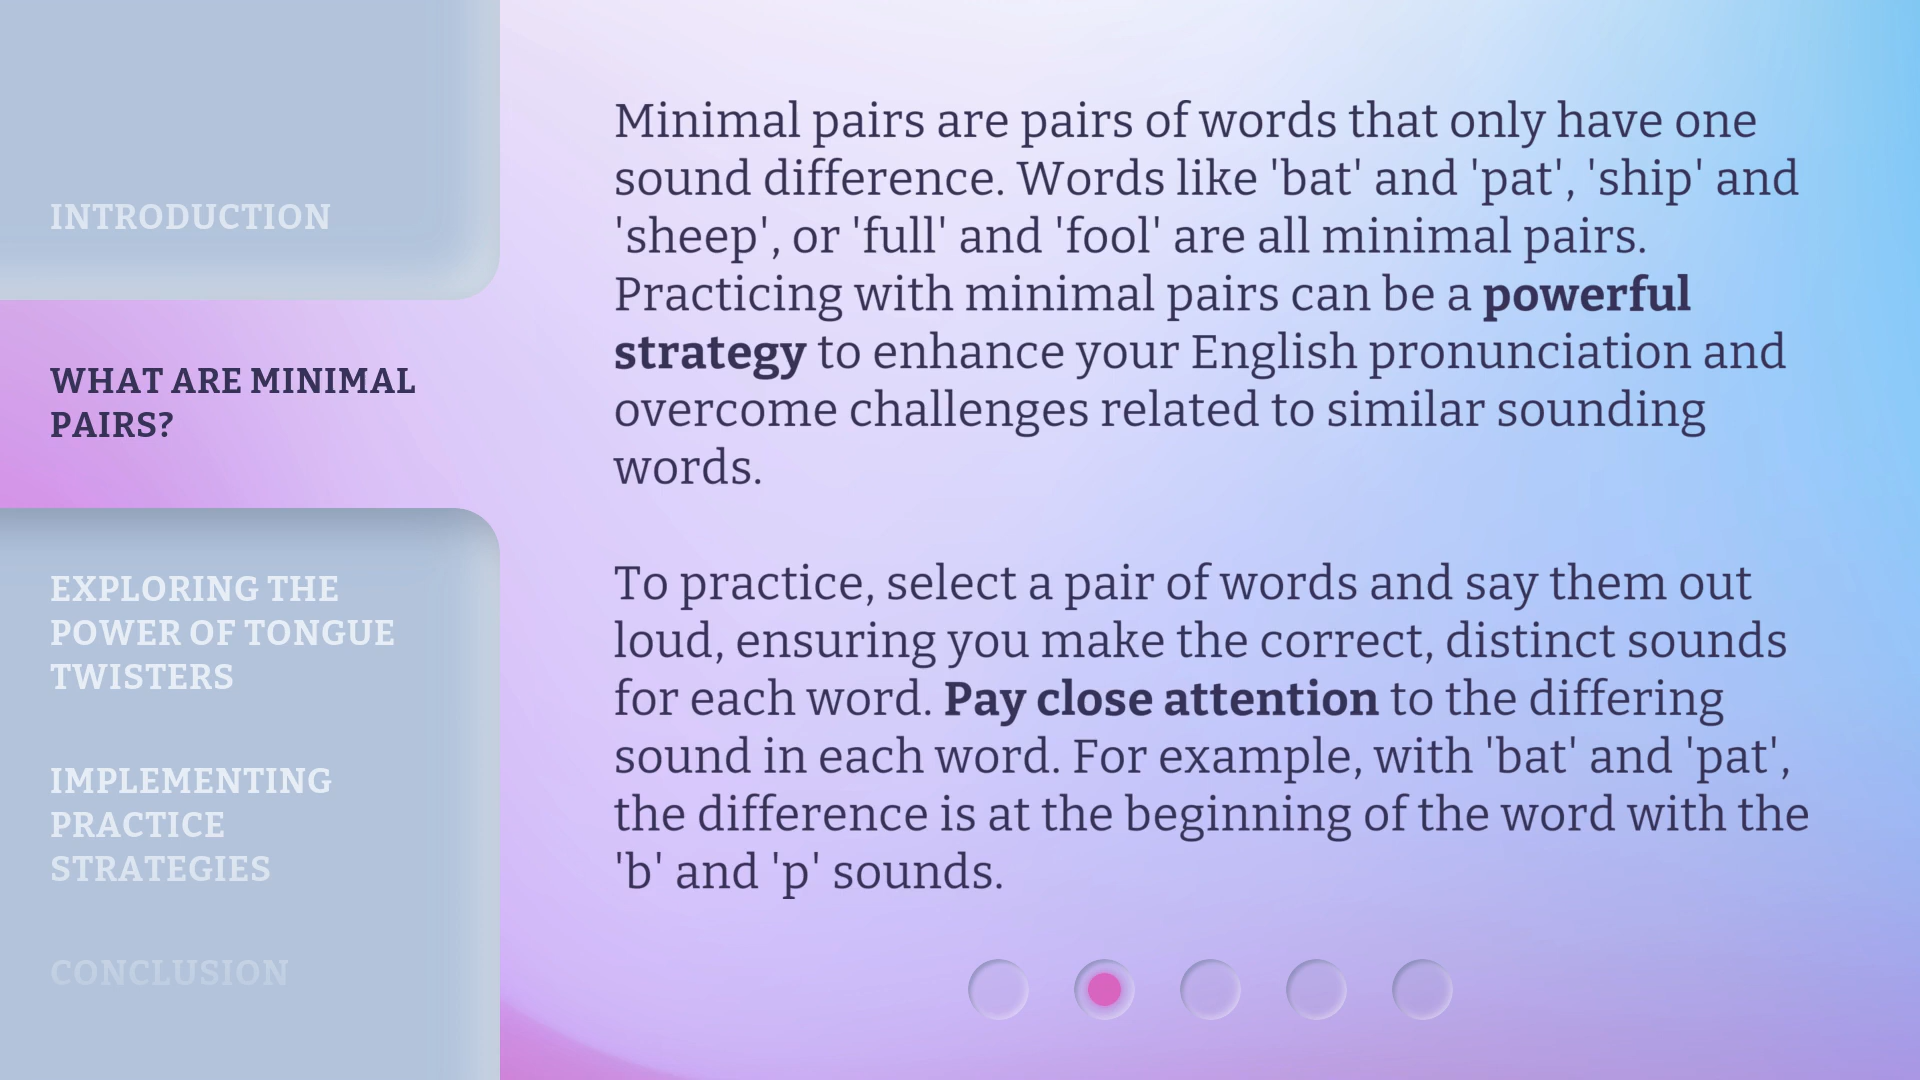 INTRODUCTION
WHAT ARE MINIMAL
PAIRS?
EXPLORING THE
POWER OF TONGUE
TWISTERS
IMPLEMENTING
PRACTICE
STRATEGIES
CONCLUSION
Minimal pairs are pairs of words that only have one
sound difference. Words like 'bat' and 'pat', 'ship' and
'sheep', or 'full' and 'fool' are all minimal pairs.
Practicing with minimal pairs can be a powerful
strategy to enhance your English pronunciation and
overcome challenges related to similar sounding
words.
To practice, select a pair of words and say them out
loud, ensuring you make the correct, distinct sounds
for each word. Pay close attention to the differing
sound in each word. For example, with 'bat' and 'pat',
the difference is at the beginning of the word with the
'b' and 'p' sounds.